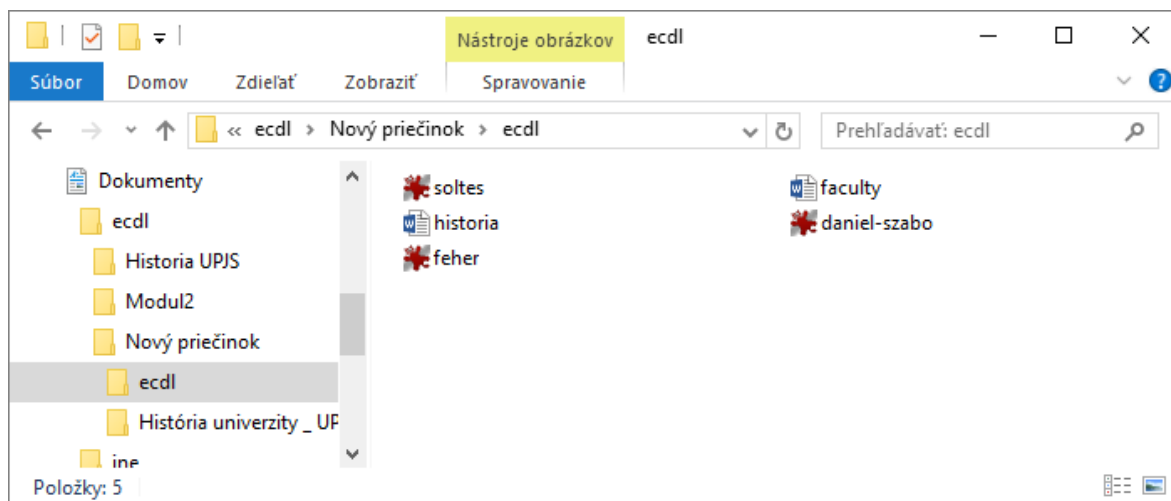 Nástroje obrázkov ecdl
Súbor Domov Zdieľať Zobraziť Spravovanie
« ecdl › Nový priečinok › ecdl Prehľadávať: ecdl
Dokumenty
ecdl
Historia UPJS
Modul2
Nový priečinok
ecdl
História univerzity _ UP
ine
soltes
historia
feher
faculty
daniel-szabo
Položky: 5